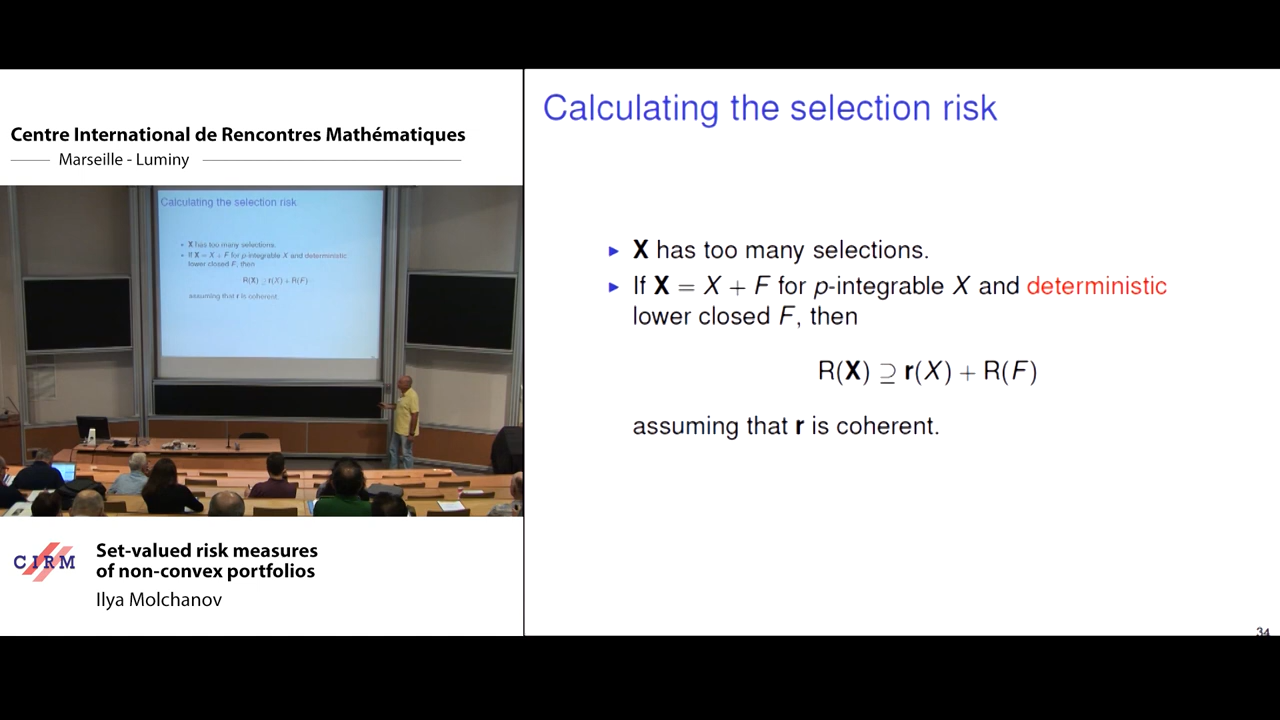 Centre International de Rencontres Mathématiques
Marseille - Luminy
Calculating the selection risk
X has too many selections.
If X = X + F for p-integrable X and deterministic
lower closed F, then
R(X) ⊇ r(X) + R(F)
assuming that r is coherent.
CIRM
Set-valued risk measures
of non-convex portfolios
Ilya Molchanov
Calculating the selection risk
► X has too many selections.
► If X = X + F for p-integrable X and deterministic
lower closed F, then
R(X) ⊇ r(X) + R(F)
assuming that r is coherent.
34